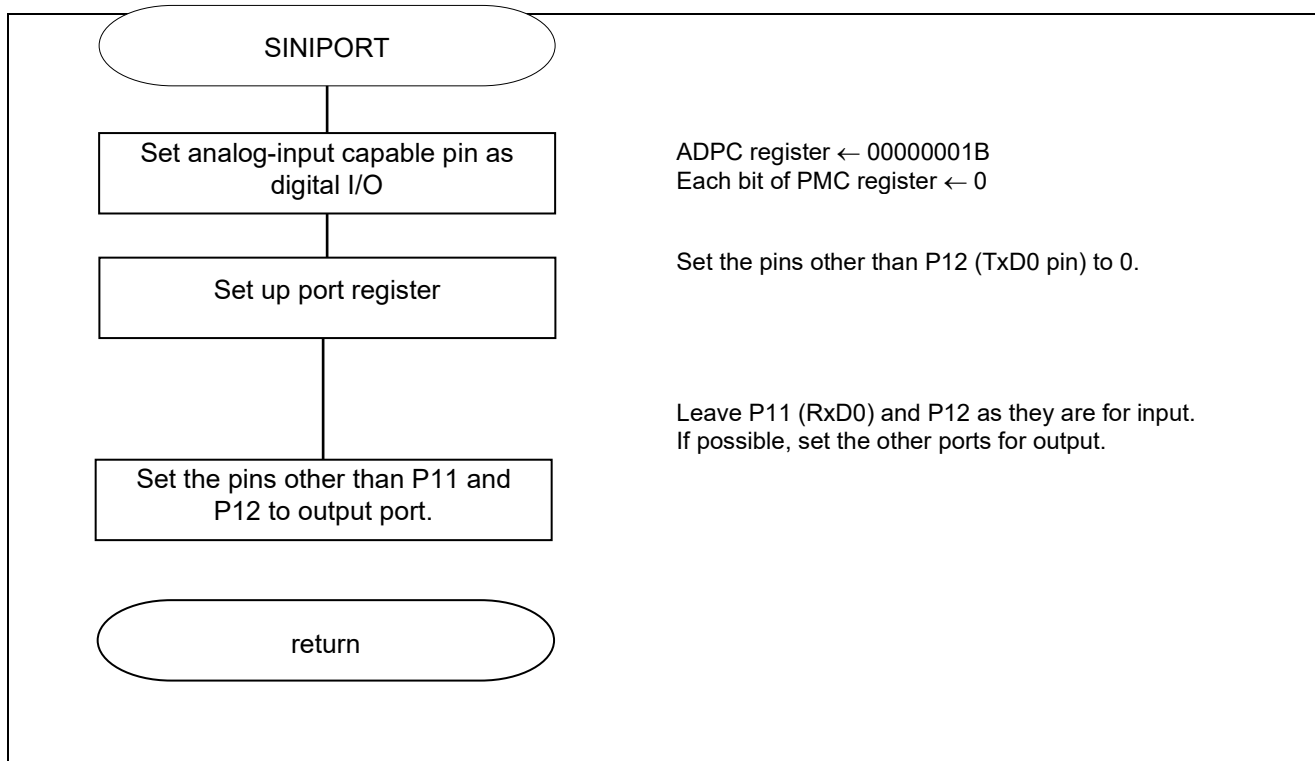 SINIPORT
Set analog-input capable pin as
digital I/O
ADPC register ← 00000001B
Each bit of PMC register ← 0
Set up port register
Set the pins other than P12 (TxD0 pin) to 0.
Leave P11 (RxD0) and P12 as they are for input.
If possible, set the other ports for output.
Set the pins other than P11 and
P12 to output port.
return